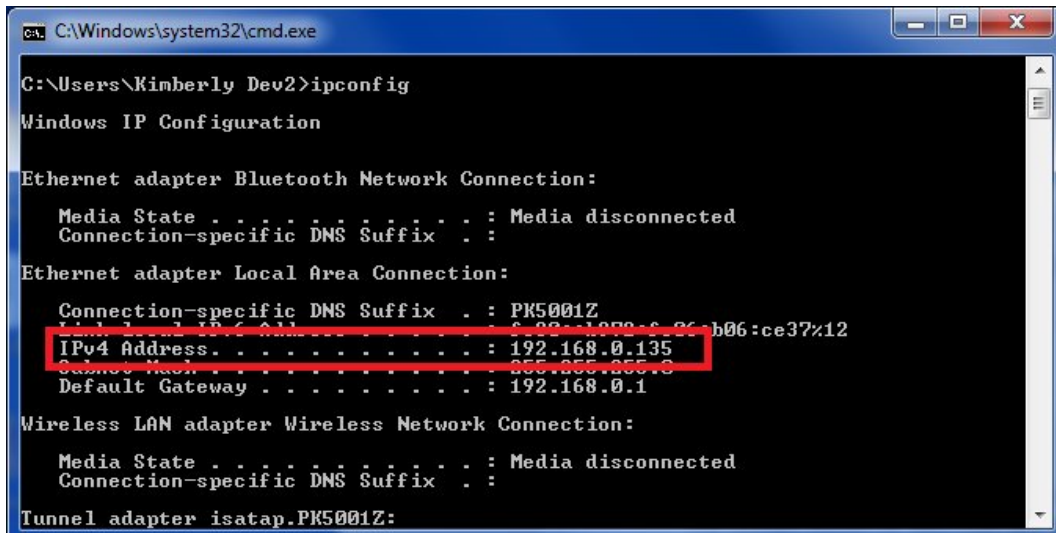 C:\Windows\system32\cmd.exe
C:\Users\Kimberly Dev2>ipconfig
Windows IP Configuration
Ethernet adapter Bluetooth Network Connection:
Media State . . . . . . . . . . . : Media disconnected
Connection-specific DNS Suffix . :
Ethernet adapter Local Area Connection:
Connection-specific DNS Suffix . : PK5001Z
b06:ce37%12
IPv4 Address. . . . . . . . . . . : 192.168.0.135
Default Gateway . . . . . . . . . : 192.168.0.1
Wireless LAN adapter Wireless Network Connection:
Media State . . . . . . . . . . . : Media disconnected
Connection-specific DNS Suffix . :
Tunnel adapter isatap.PK5001Z: